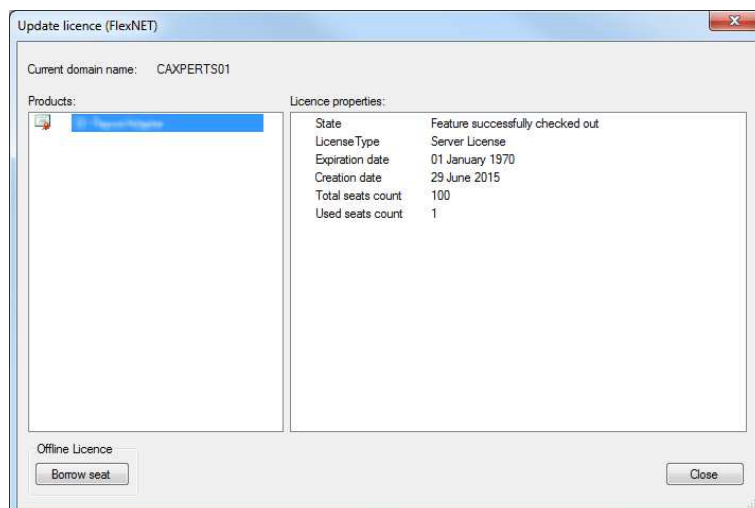 Update licence (FlexNET)
Current domain name: CAXPERTS01
Products:
Licence properties:
State Feature successfully checked out
LicenseType Server License
Expiration date 01 January 1970
Creation date 29 June 2015
Total seats count 100
Used seats count 1
Offline Licence
Borrow seat
Close